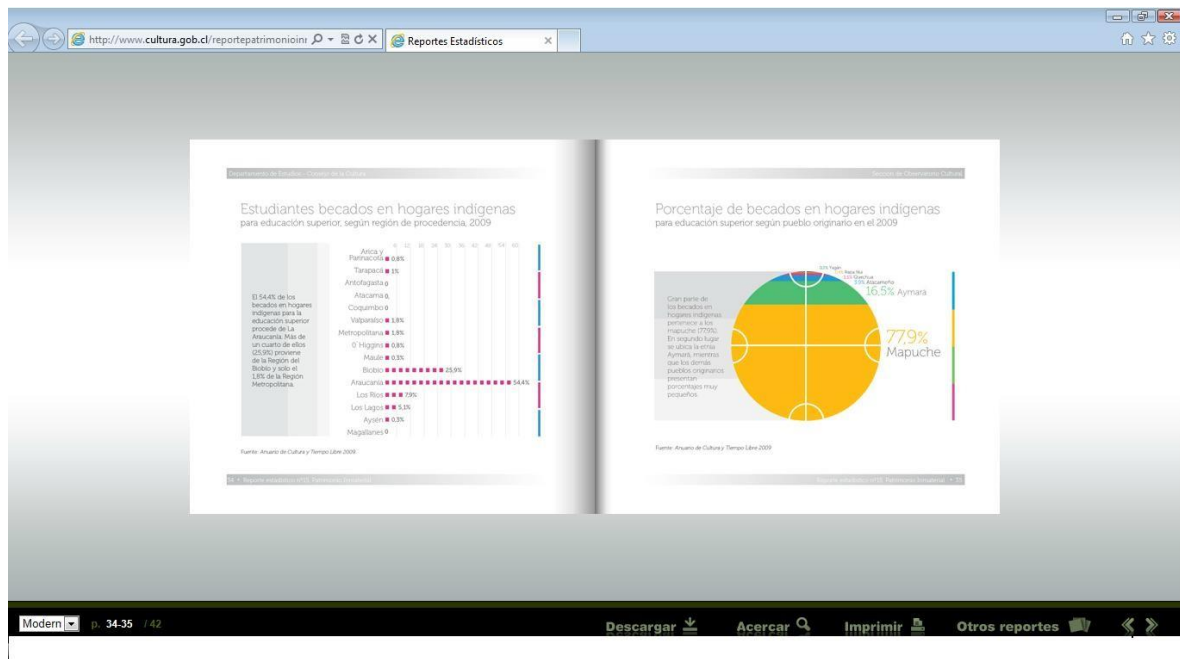 http://www.cultura.gob.cl/reportepatrimonioinr
Reportes Estadísticos
Departamento de Estudios - Consejo de la Cultura
Estudiantes becados en hogares indígenas
para educación superior, según región de procedencia, 2009
El 54,4% de los
becados en hogares
indígenas para la
educación superior
procede de La
Araucanía. Más de
un cuarto de ellos
(25,9%) proviene
de la Región del
Biobío y solo el
1,8% de la Región
Metropolitana.
Arica y
Parinacota 0,8%
Tarapacá 1%
Antofagasta 0
Atacama 0
Coquimbo 0
Valparaíso 1,8%
Metropolitana 1,8%
O´Higgins 0,8%
Maule 0,3%
Biobío 25,9%
Araucanía 54,4%
Los Ríos 7,9%
Los Lagos 5,1%
Aysén 0,3%
Magallanes 0
Fuente: Anuario de Cultura y Tiempo Libre 2009.
Sección de Observatorio Cultural
Porcentaje de becados en hogares indígenas
para educación superior según pueblo originario en el 2009
Gran parte de
los becados en
hogares indígenas
pertenece a los
mapuche (77,9%).
En segundo lugar
se ubica la etnia
Aymará, mientras
que los demás
pueblos originarios
presentan
porcentajes muy
pequeños.
Atacameña
16,5% Aymara
77,9%
Mapuche
Fuente: Anuario de Cultura y Tiempo Libre 2009
Modern
p. 34-35 / 42
Descargar
Acercar
Imprimir
Otros reportes